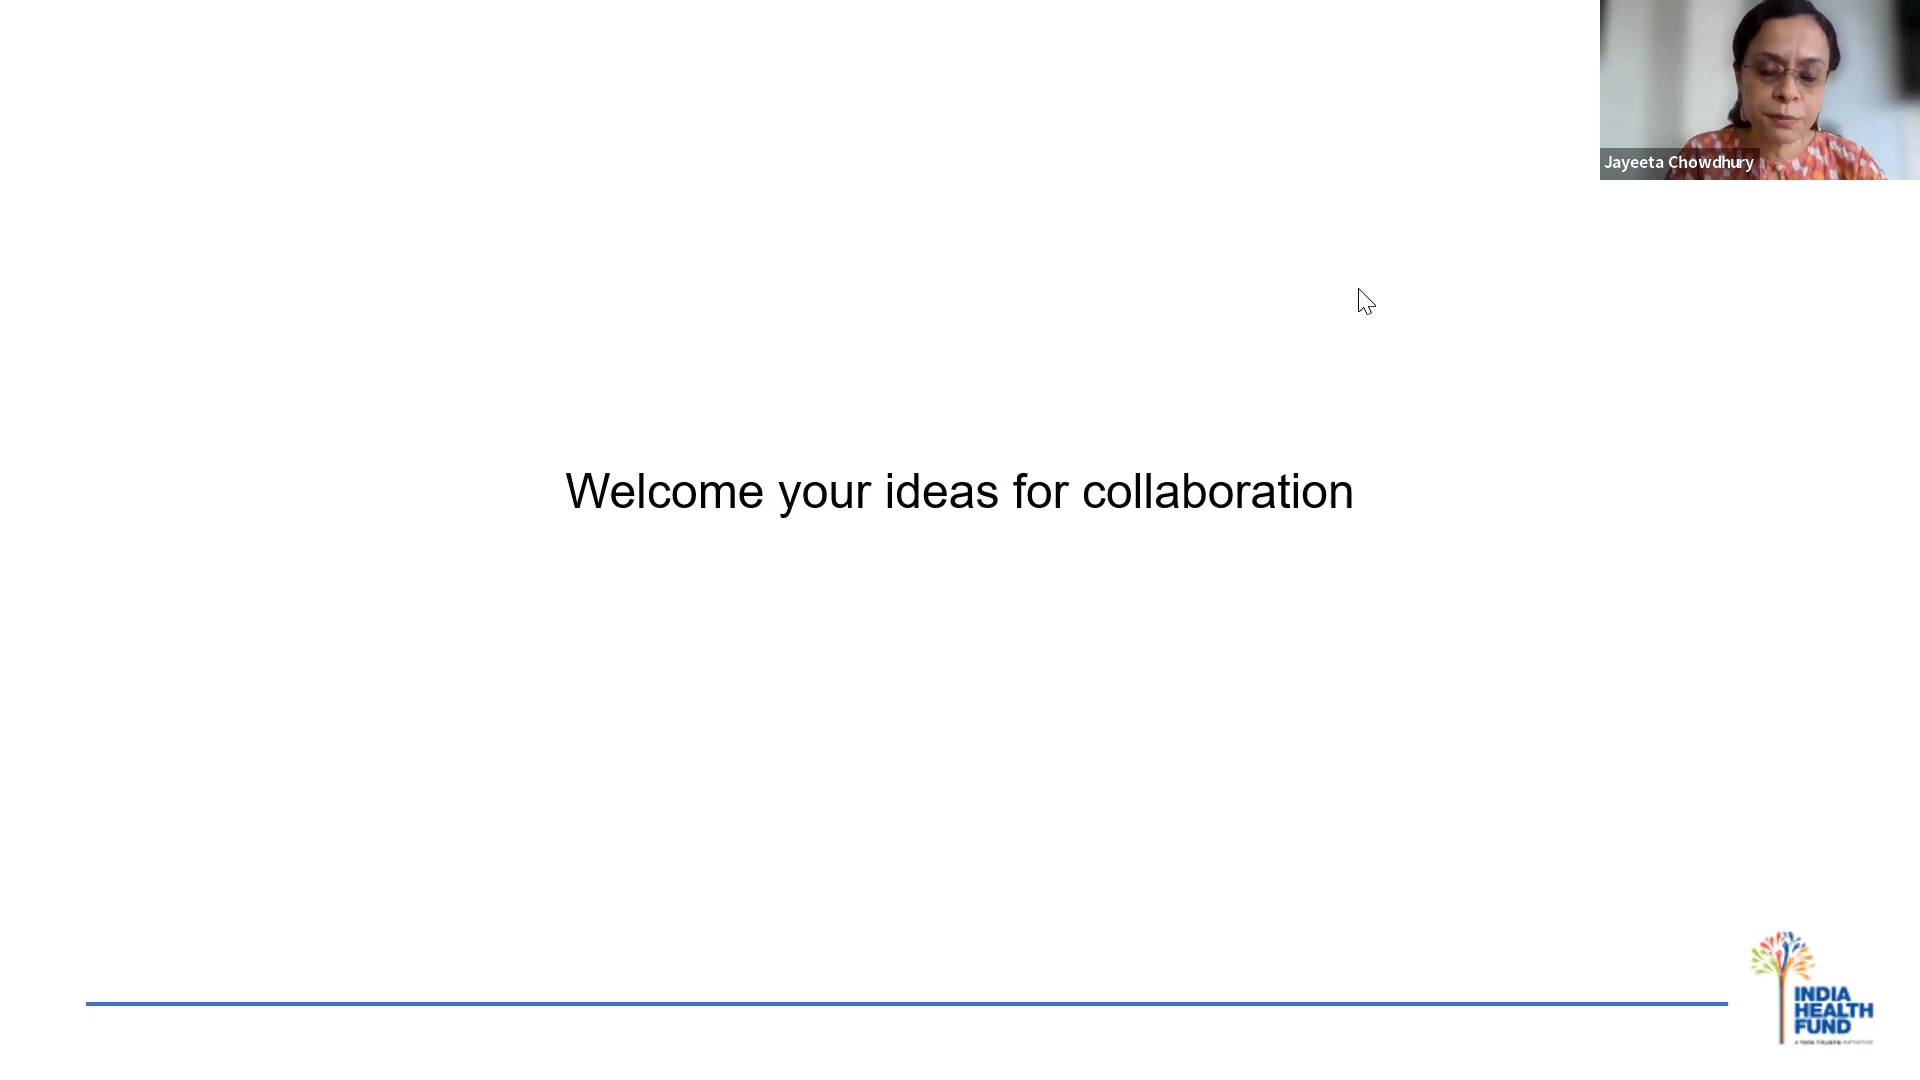 Jayeeta Chowdhury
Welcome your ideas for collaboration
INDIA
HEALTH
FUND